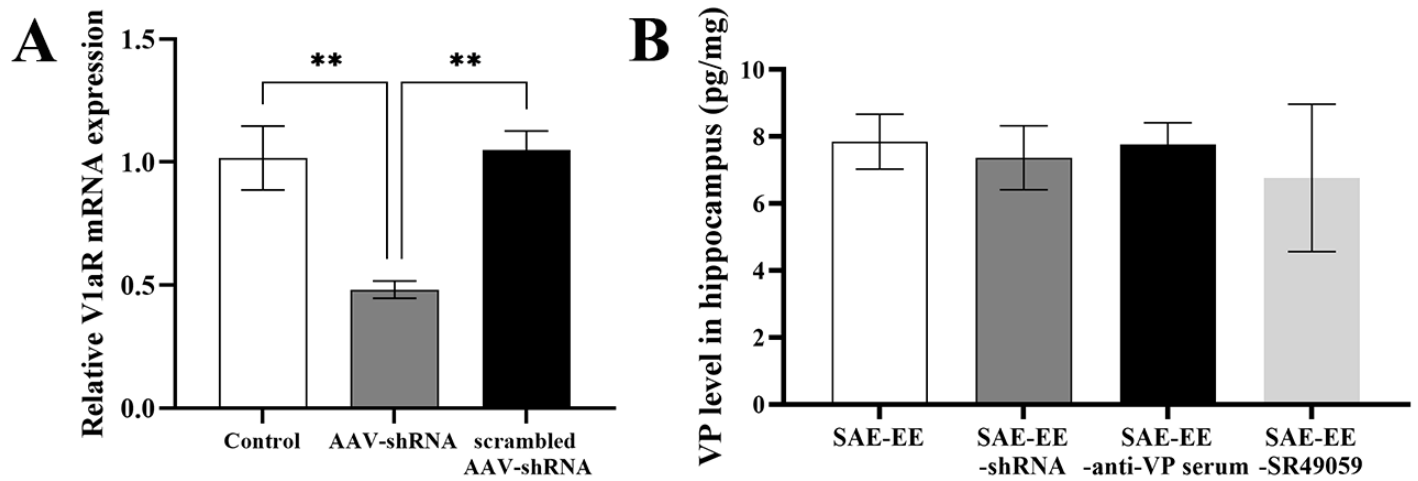 A
Relative V1aR mRNA expression
1.5
1.0
0.5
0.0
**
**
Control
AAV-shRNA
scrambled
AAV-shRNA
B
VP level in hippocampus (pg/mg)
10
8
6
4
2
0
SAE-EE
SAE-EE
-shRNA
SAE-EE
-anti-VP serum
SAE-EE
-SR49059